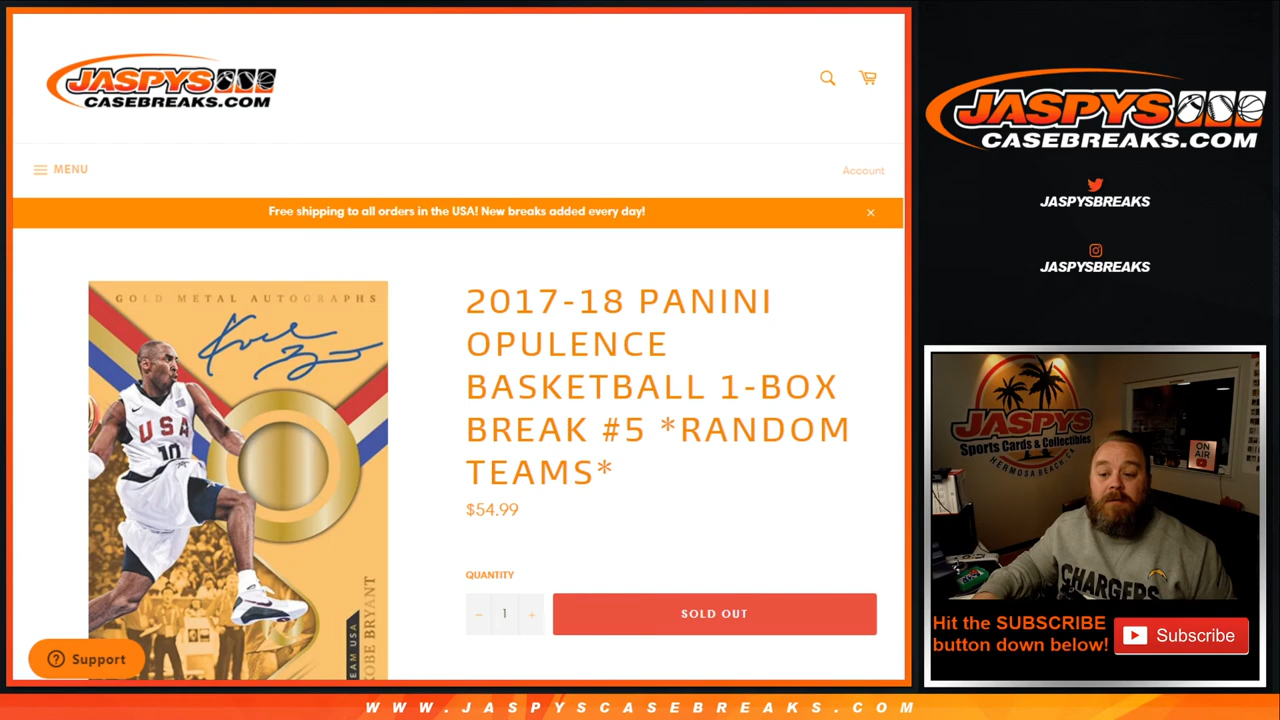 JASPYS
CASEBREAKS.COM
MENU
Account
Free shipping to all orders in the USA! New breaks added every day!
×
GOLD METAL AUTOGRAPHS
USA
10
TEAM USA
KOBE BRYANT
2017-18 PANINI
OPULENCE
BASKETBALL 1-BOX
BREAK #5 *RANDOM
TEAMS*
$54.99
QUANTITY
− 1 +
SOLD OUT
Support
JASPYS
CASEBREAKS.COM
JASPYSBREAKS
JASPYSBREAKS
JASPYS
Sports Cards & Collectibles
HERMOSA BEACH, CA
ON
AIR
CHARGERS
Hit the SUBSCRIBE
button down below!
Subscribe
WWW.JASPYSCASEBREAKS.COM